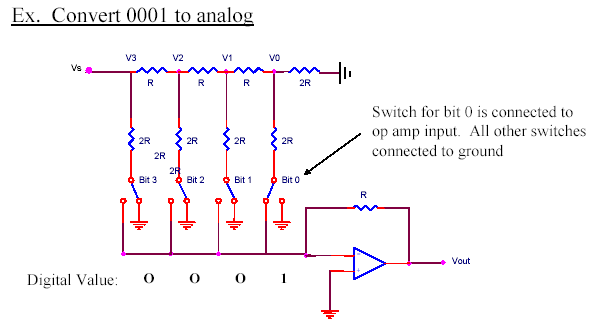 Ex. Convert 0001 to analog
V3 V2 V1 V0
Vs
R R R 2R
Switch for bit 0 is connected to
op amp input. All other switches
connected to ground
2R 2R 2R 2R
2R
2R
Bit 3 Bit 2 Bit 1 Bit 0
R
Vout
Digital Value: 0 0 0 1